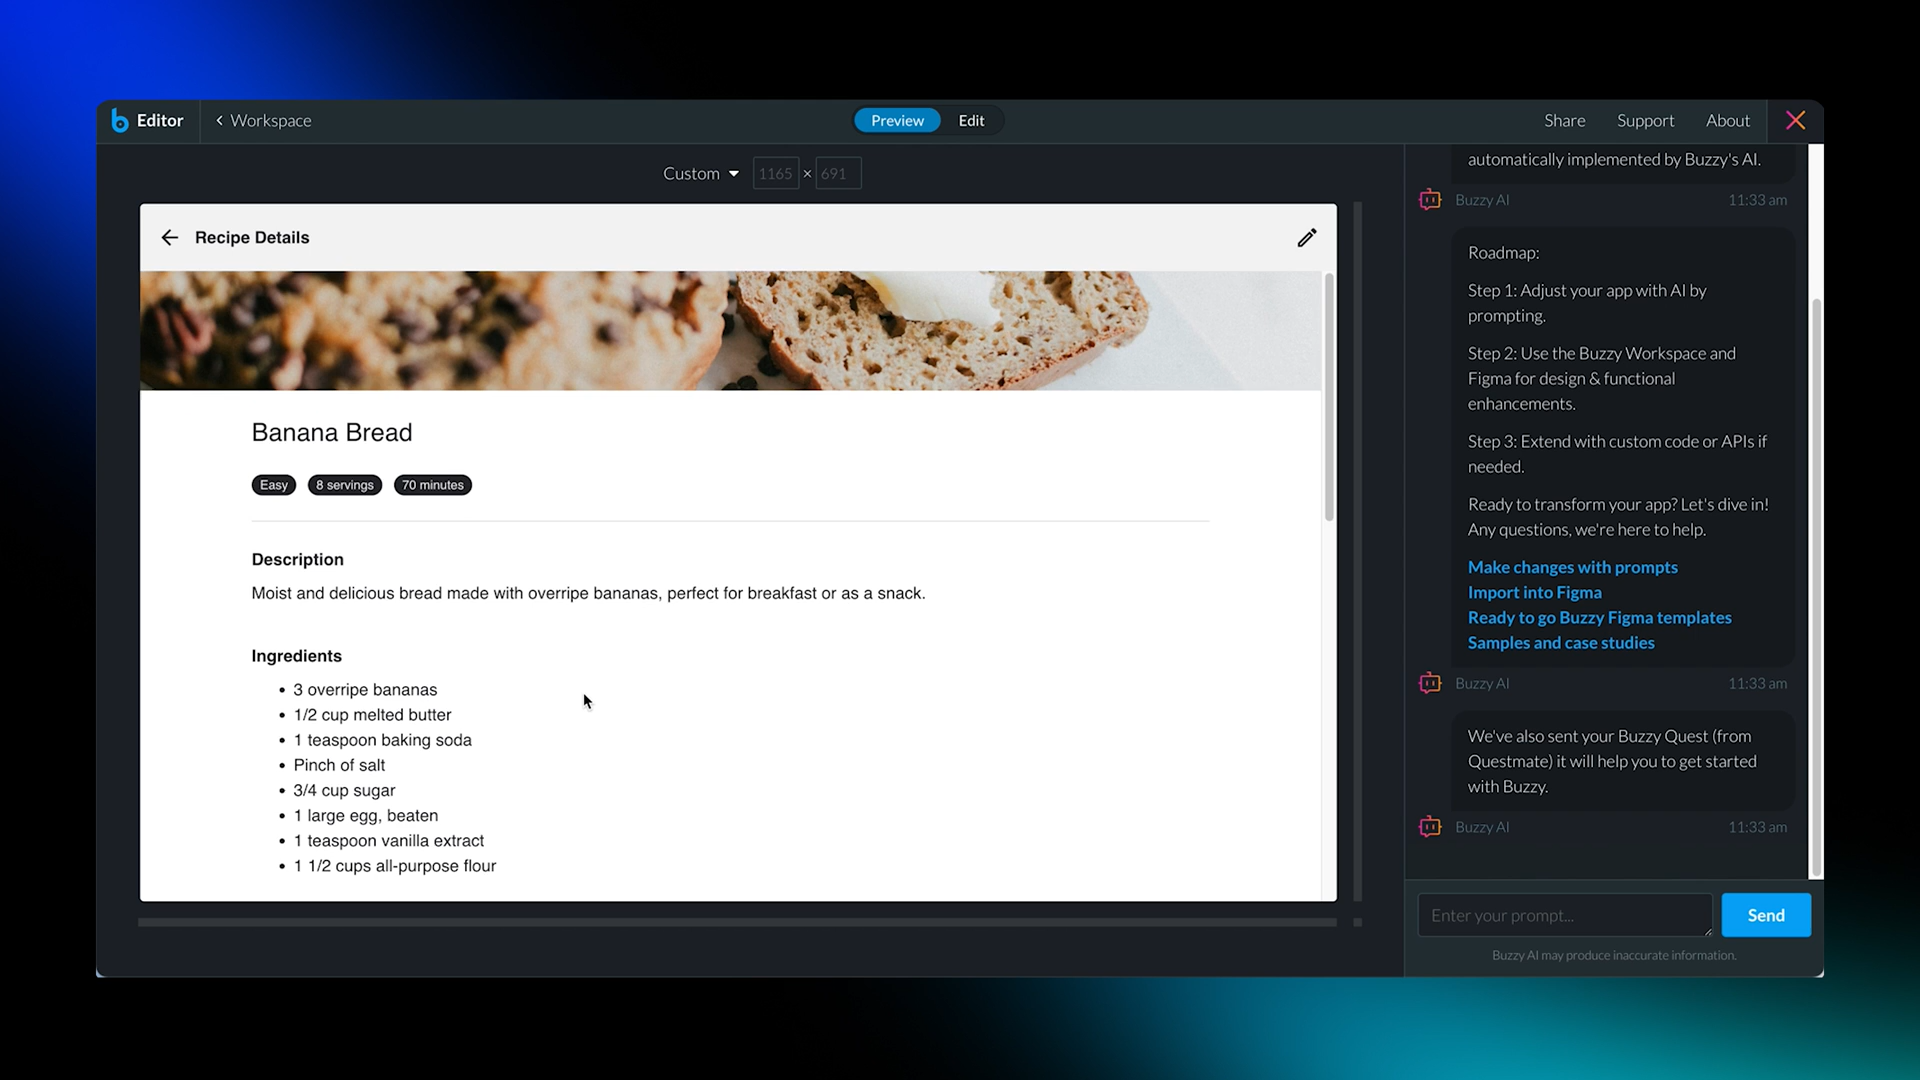 Editor
Workspace
Preview
Edit
Share
Support
About
Custom
1165 × 691
Recipe Details
Banana Bread
Easy
8 servings
70 minutes
Description
Moist and delicious bread made with overripe bananas, perfect for breakfast or as a snack.
Ingredients
• 3 overripe bananas
• 1/2 cup melted butter
• 1 teaspoon baking soda
• Pinch of salt
• 3/4 cup sugar
• 1 large egg, beaten
• 1 teaspoon vanilla extract
• 1 1/2 cups all-purpose flour
automatically implemented by Buzzy's AI.
Buzzy AI
11:33 am
Roadmap:
Step 1: Adjust your app with AI by
prompting.
Step 2: Use the Buzzy Workspace and
Figma for design & functional
enhancements.
Step 3: Extend with custom code or APIs if
needed.
Ready to transform your app? Let's dive in!
Any questions, we're here to help.
Make changes with prompts
Import into Figma
Ready to go Buzzy Figma templates
Samples and case studies
Buzzy AI
11:33 am
We've also sent your Buzzy Quest (from
Questmate) it will help you to get started
with Buzzy.
Buzzy AI
11:33 am
Enter your prompt...
Send
Buzzy AI may produce inaccurate information.